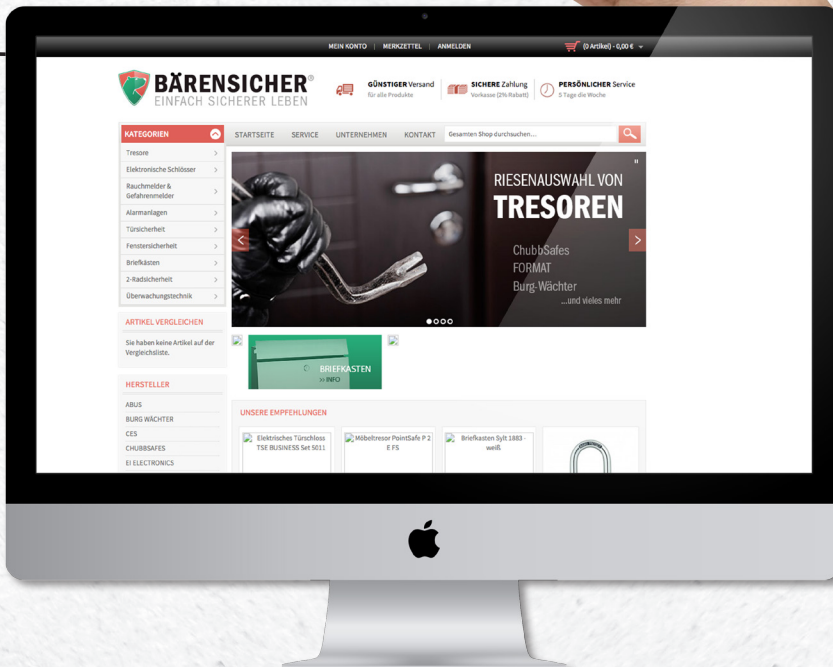 MEIN KONTO | MERKZETTEL | ANMELDEN
(0 Artikel) - 0,00 €
BÄRENSICHER®
EINFACH SICHERER LEBEN
GÜNSTIGER Versand
für alle Produkte
SICHERE Zahlung
Vorkasse (2% Rabatt)
PERSÖNLICHER Service
5 Tage die Woche
KATEGORIEN
STARTSEITE SERVICE UNTERNEHMEN KONTAKT
Gesamten Shop durchsuchen...
Tresore
Elektronische Schlösser
Rauchmelder &
Gefahrenmelder
Alarmanlagen
Türsicherheit
Fenstersicherheit
Briefkästen
2-Radsicherheit
Überwachungstechnik
RIESENAUSWAHL VON
TRESOREN
ChubbSafes
FORMAT
Burg-Wächter
...und vieles mehr
ARTIKEL VERGLEICHEN
Sie haben keine Artikel auf der
Vergleichsliste.
BRIEFKASTEN
>> INFO
HERSTELLER
ABUS
BURG WÄCHTER
CES
CHUBBSAFES
EI ELECTRONICS
UNSERE EMPFEHLUNGEN
Elektrisches Türschloss
TSE BUSINESS Set 5011
Möbeltresor PointSafe P 2
E FS
Briefkasten Sylt 1883 -
weiß